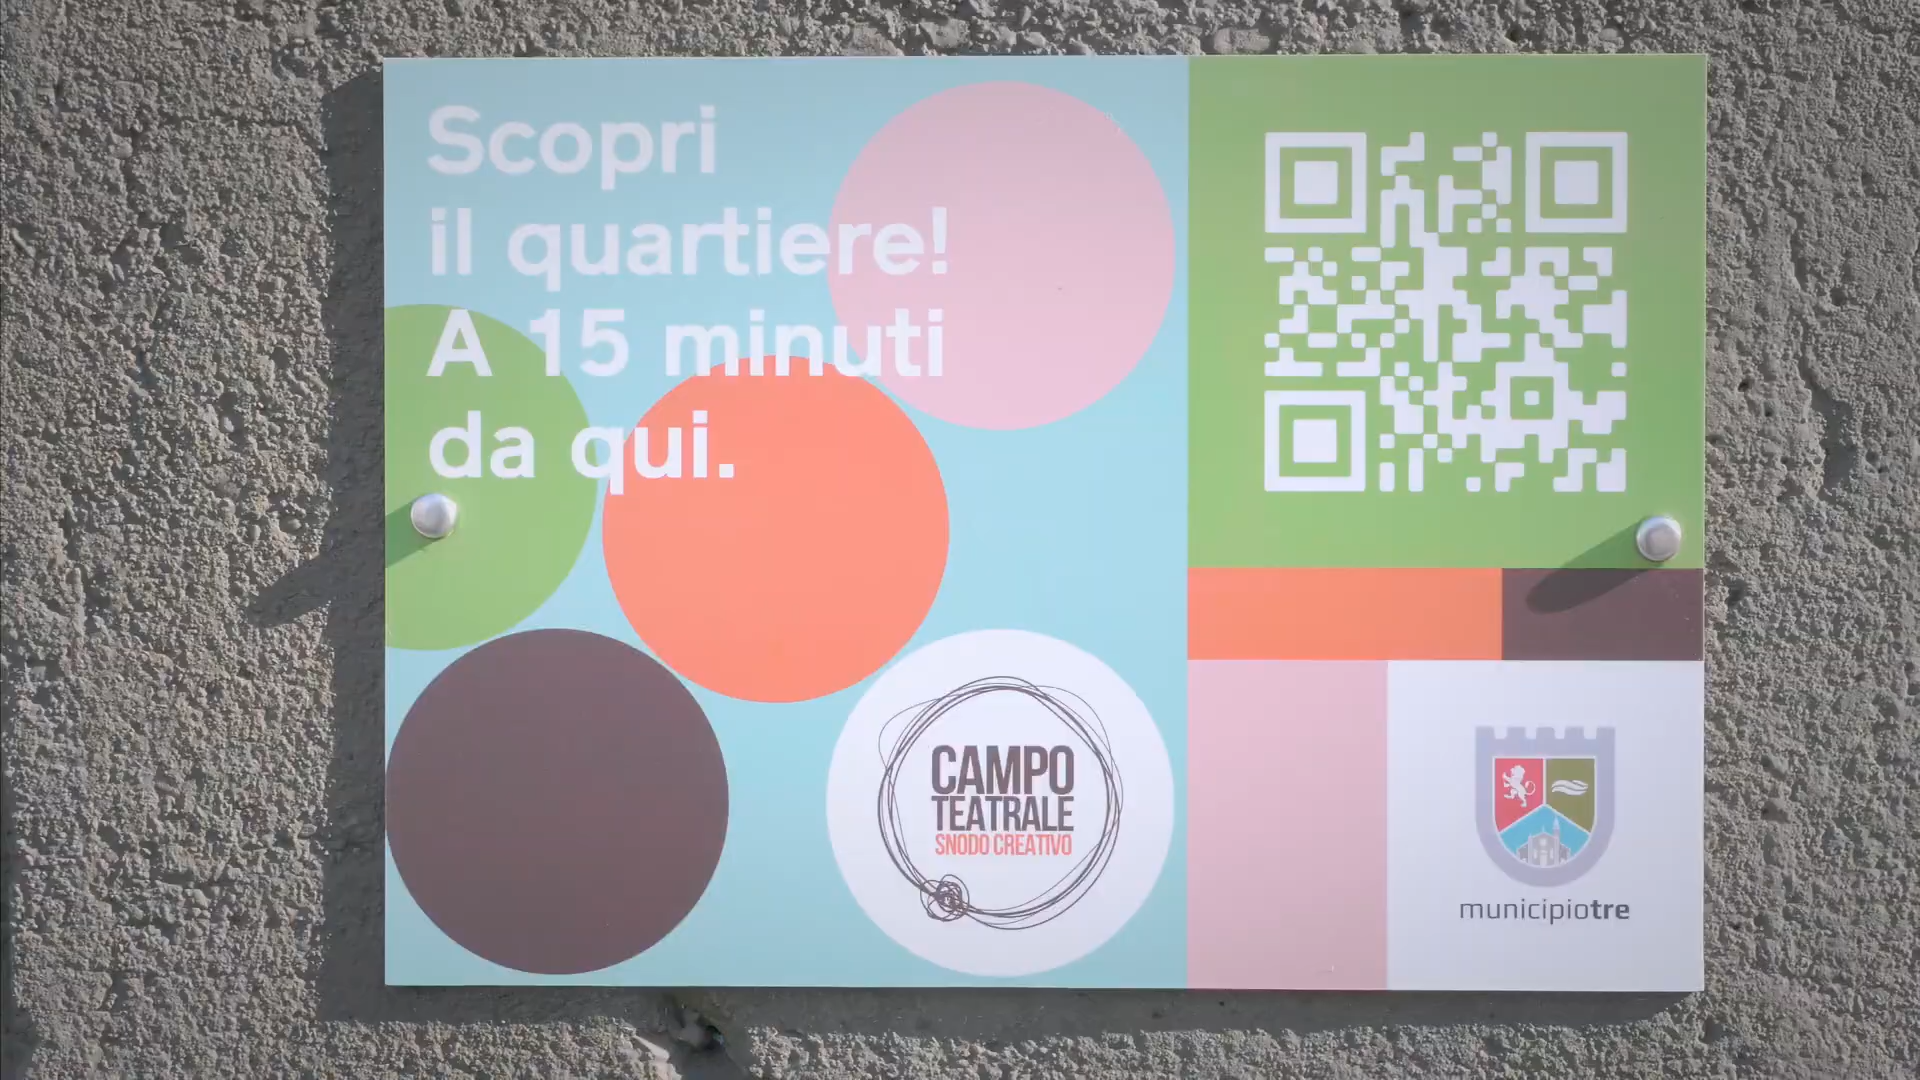 Scopri
il quartiere!
A 15 minuti
da qui.
CAMPO
TEATRALE
SNODO CREATIVO
municipiotre